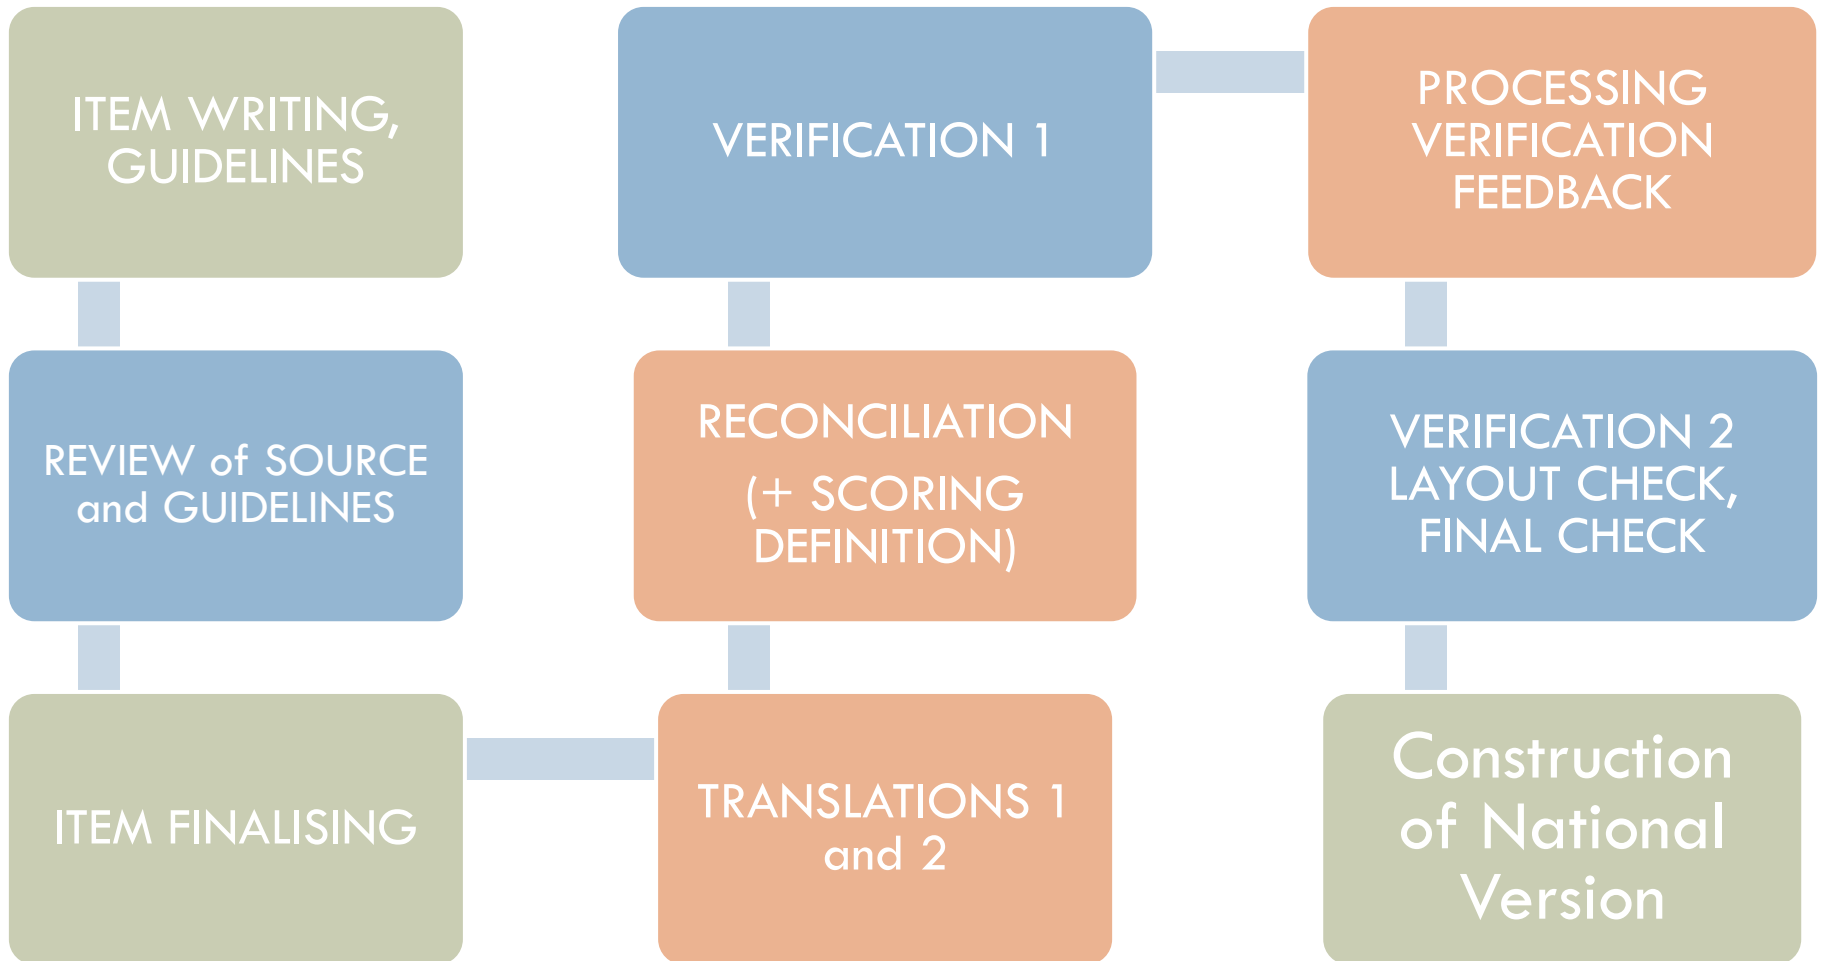 ITEM WRITING,
GUIDELINES
REVIEW of SOURCE
and GUIDELINES
ITEM FINALISING
TRANSLATIONS 1
and 2
RECONCILIATION
(+ SCORING
DEFINITION)
VERIFICATION 1
PROCESSING
VERIFICATION
FEEDBACK
VERIFICATION 2
LAYOUT CHECK,
FINAL CHECK
Construction
of National
Version